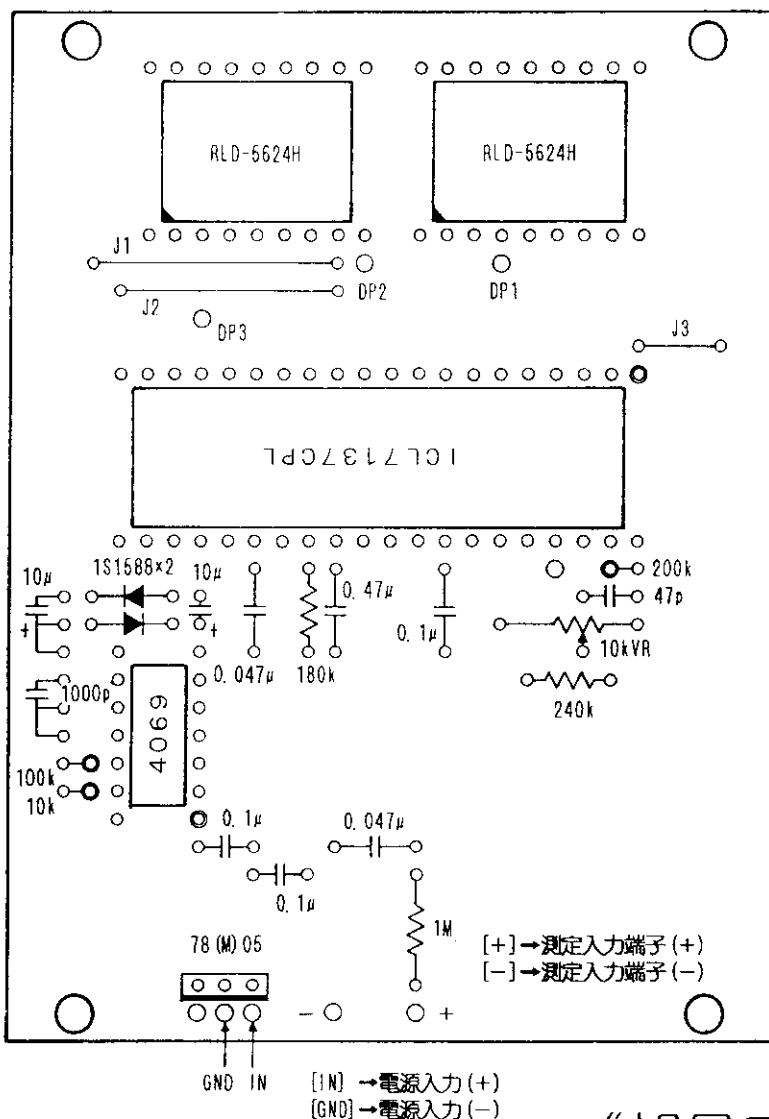 RLD-5624H RLD-5624H
J1
DP2 DP1
J2
DP3
J3
ICL7137CPL
10μ 1S1588×2 10μ 0.47μ 200k
47p
+ + 0.1μ
10kVR
0.047μ 180k
1000p 240k
4069
100k
10k
0.1μ 0.047μ
0.1μ
1M
78(M)05
[+]→測定入力端子(+)
[-]→測定入力端子(-)
- +
GND IN
[IN] →電源入力(+)
[GND]→電源入力(-)